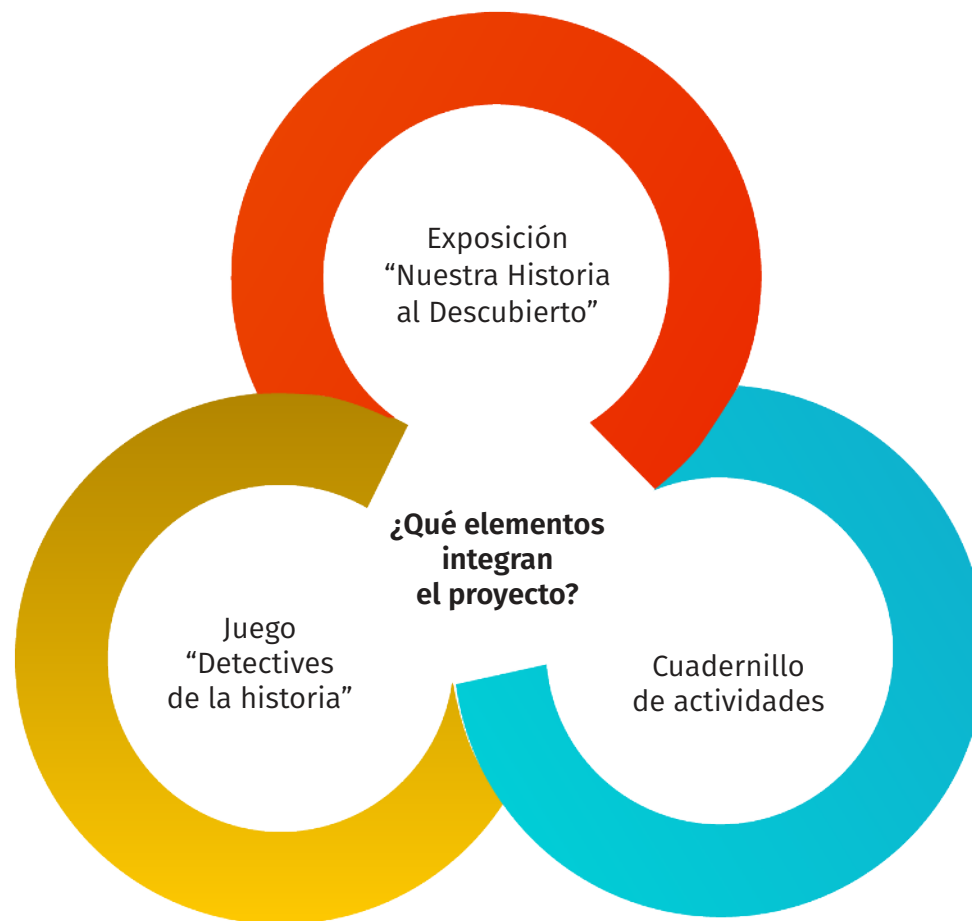 Exposición
“Nuestra Historia
al Descubierto”
¿Qué elementos
integran
el proyecto?
Juego
“Detectives
de la historia”
Cuadernillo
de actividades